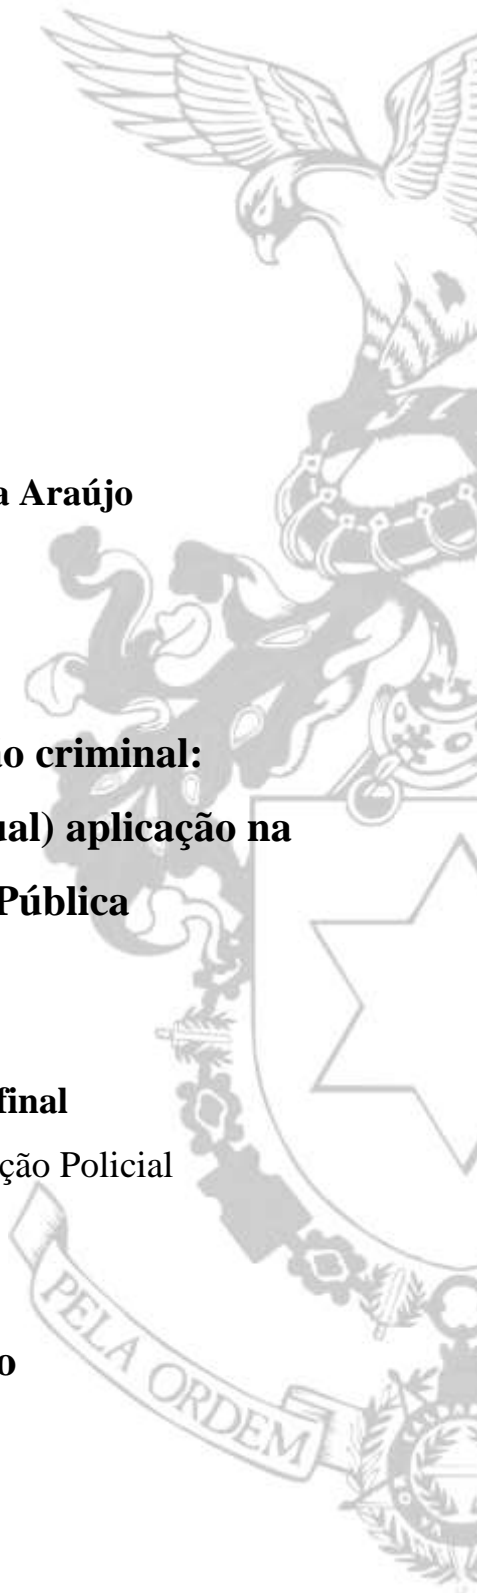 a Araújo
o criminal:
ual) aplicação na
Pública
final
ção Policial
o
PELA ORDEM